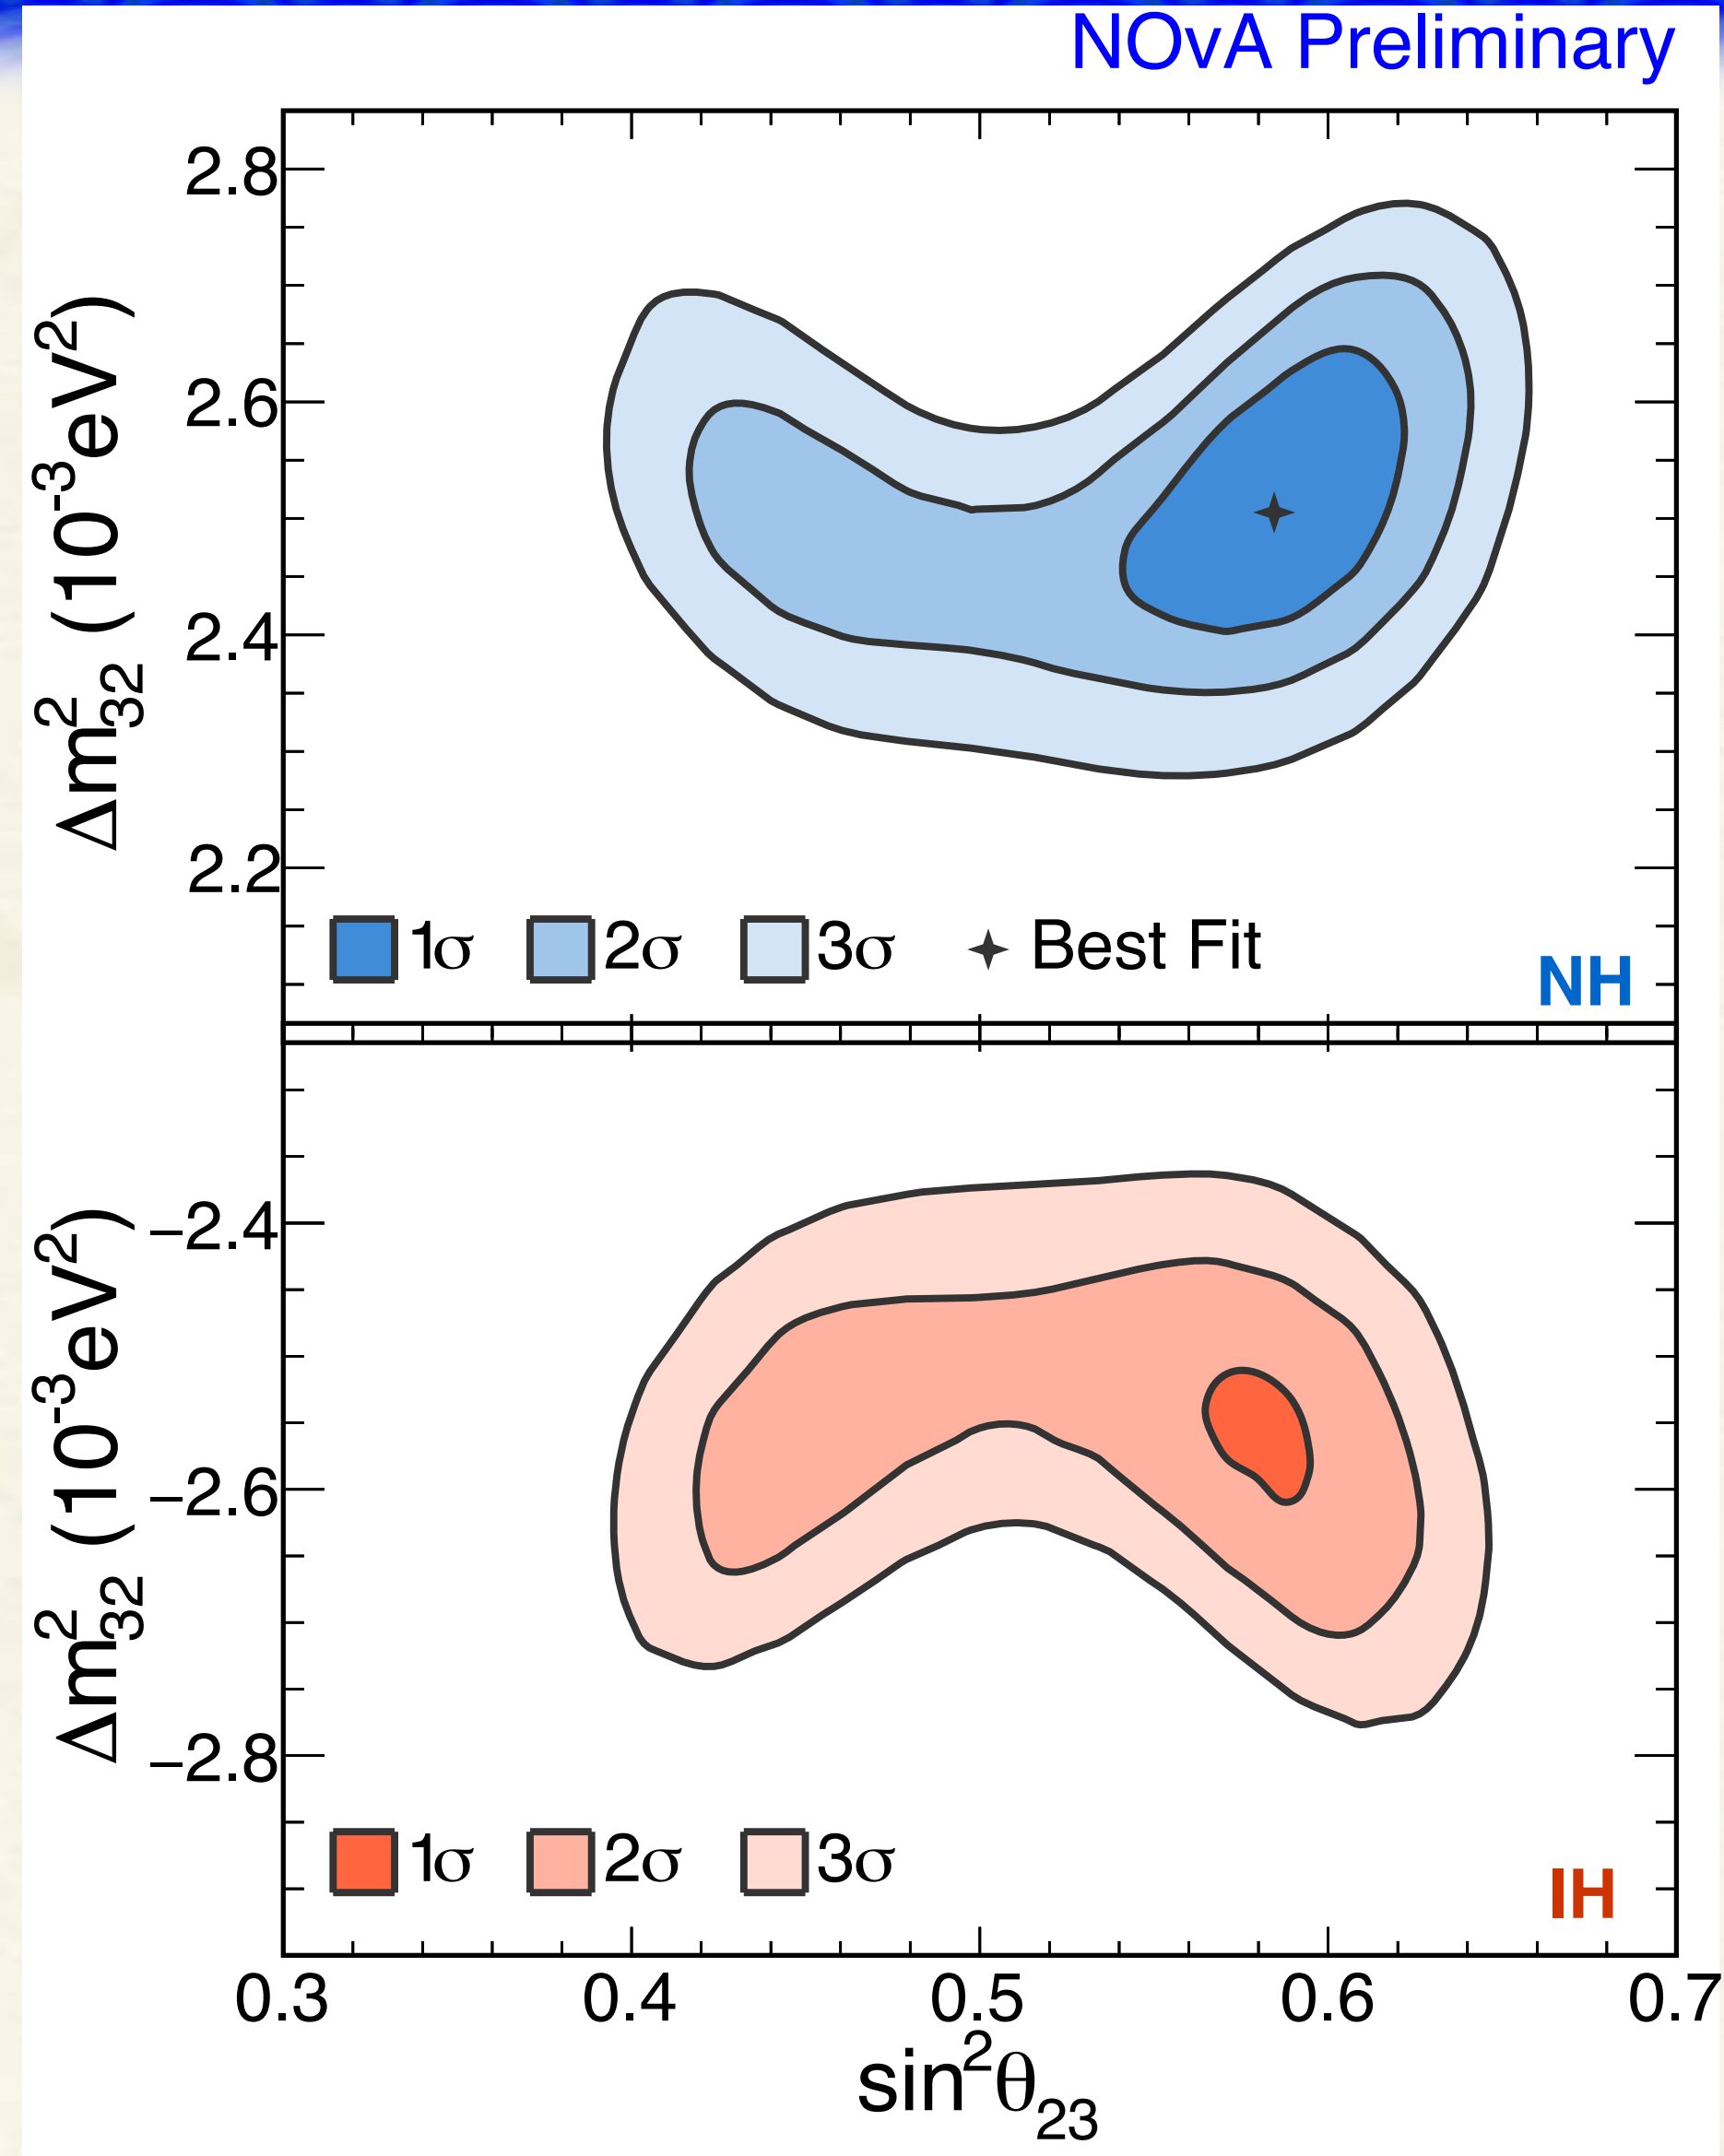 NOνA Preliminary
2.8
2.6
2.4
2.2
Δm²₃₂ (10⁻³eV²)
1σ 2σ 3σ Best Fit
NH
−2.4
−2.6
−2.8
Δm²₃₂ (10⁻³eV²)
1σ 2σ 3σ
IH
0.3 0.4 0.5 0.6 0.7
sin²θ₂₃